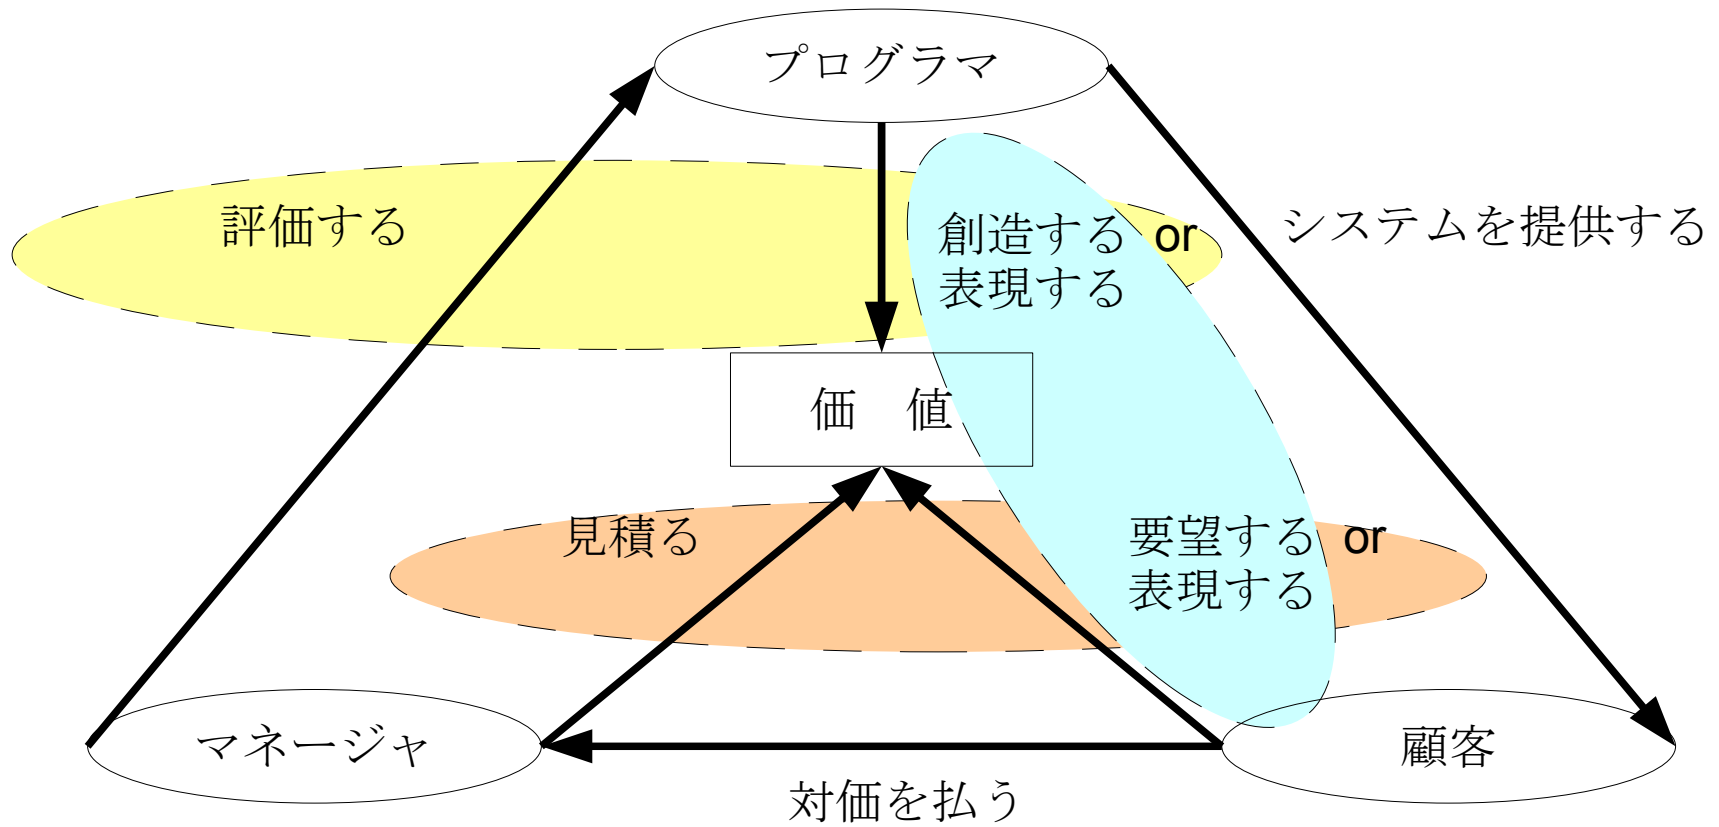 プログラマ
評価する
創造する or
表現する
システムを提供する
価　値
見積る
要望する or
表現する
マネージャ
顧客
対価を払う